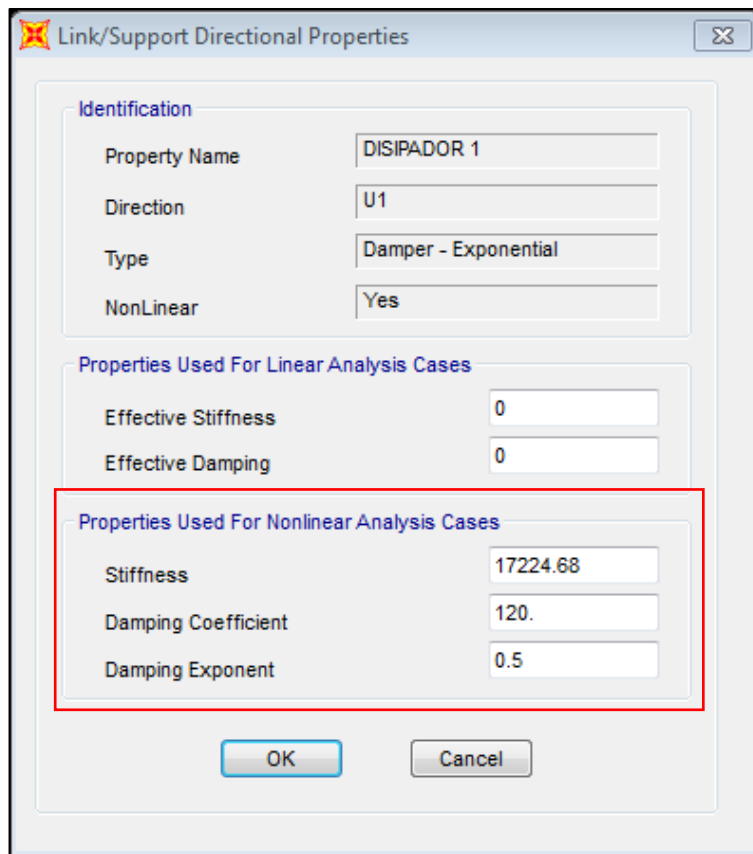 Link/Support Directional Properties
Identification
Property Name DISIPADOR 1
Direction U1
Type Damper - Exponential
NonLinear Yes
Properties Used For Linear Analysis Cases
Effective Stiffness 0
Effective Damping 0
Properties Used For Nonlinear Analysis Cases
Stiffness 17224.68
Damping Coefficient 120.
Damping Exponent 0.5
OK Cancel